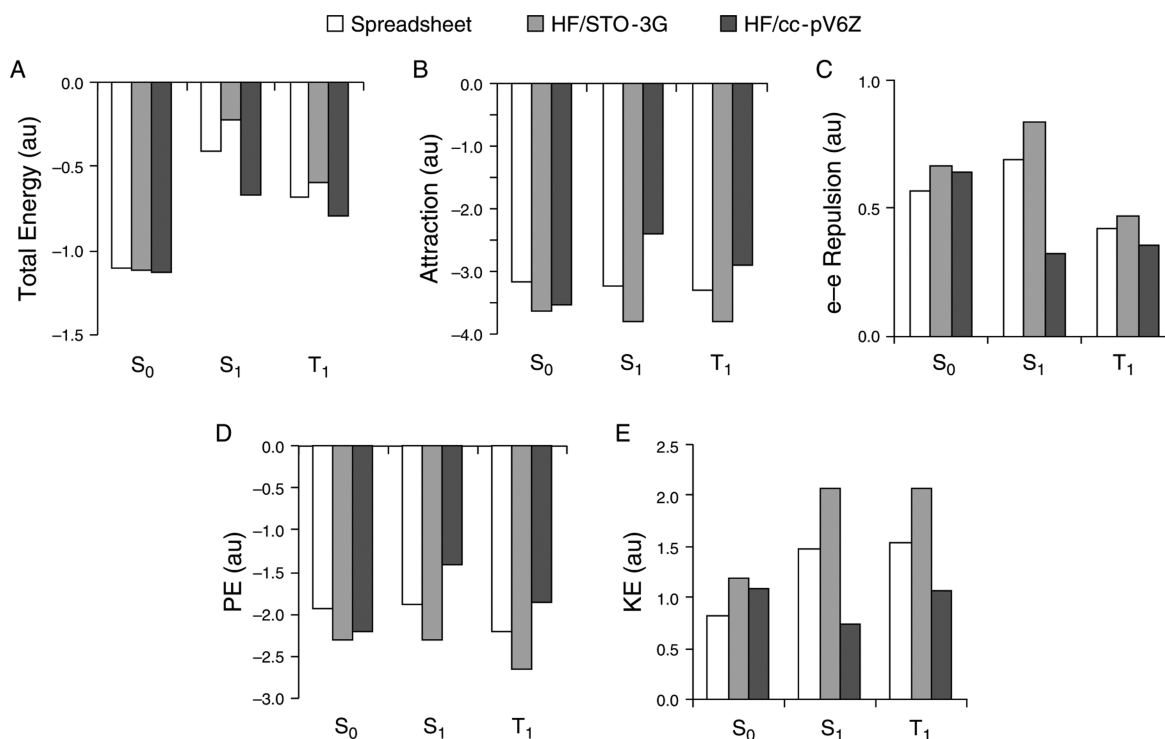 Spreadsheet HF/STO-3G HF/cc-pV6Z
A
Total Energy (au)
0.0
−0.5
−1.0
−1.5
S₀ S₁ T₁
B
Attraction (au)
0.0
−1.0
−2.0
−3.0
−4.0
S₀ S₁ T₁
C
e–e Repulsion (au)
1.0
0.5
0.0
S₀ S₁ T₁
D
PE (au)
0.0
−0.5
−1.0
−1.5
−2.0
−2.5
−3.0
S₀ S₁ T₁
E
KE (au)
2.5
2.0
1.5
1.0
0.5
0.0
S₀ S₁ T₁